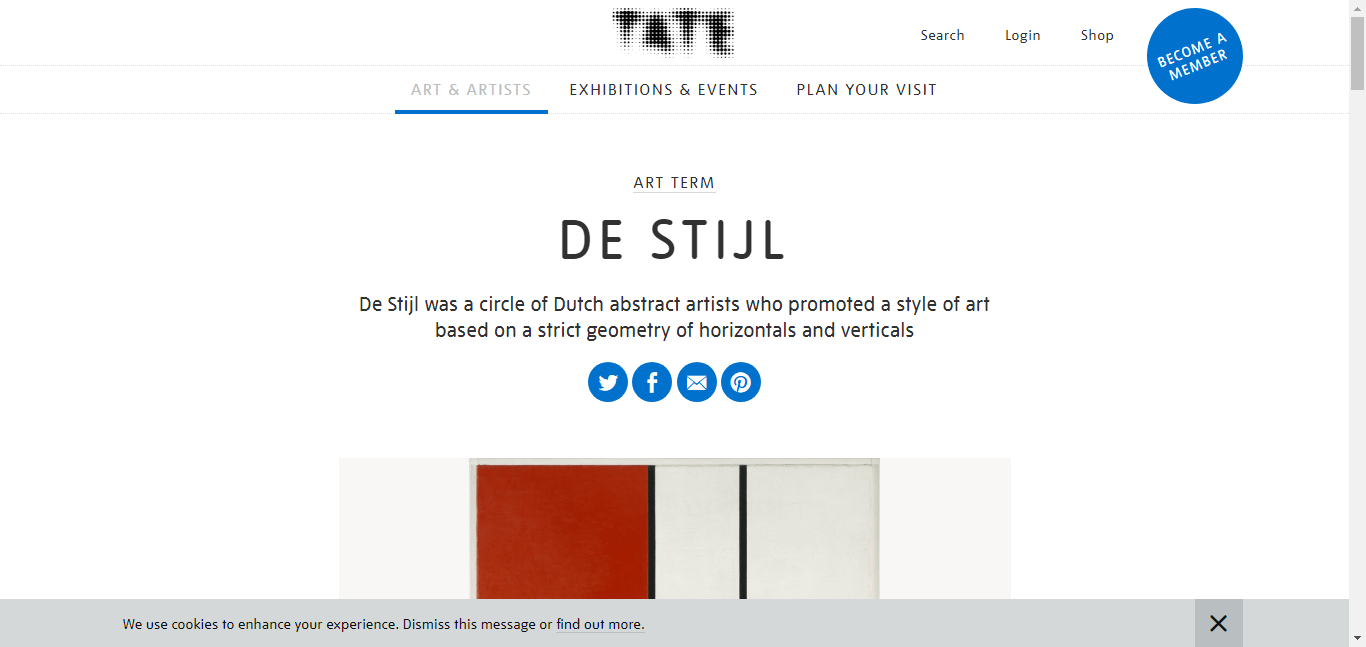 TATE
Search
Login
Shop
BECOME A
MEMBER
ART & ARTISTS
EXHIBITIONS & EVENTS
PLAN YOUR VISIT
ART TERM
DE STIJL
De Stijl was a circle of Dutch abstract artists who promoted a style of art
based on a strict geometry of horizontals and verticals
We use cookies to enhance your experience. Dismiss this message or find out more.